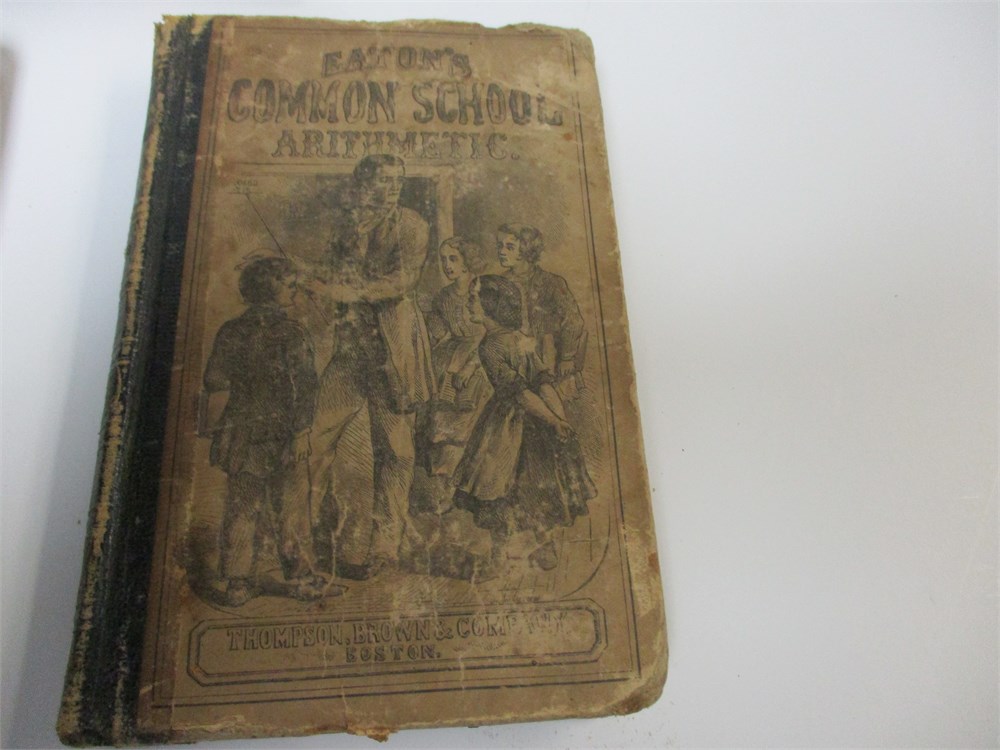 EATON'S
COMMON SCHOOL
ARITHMETIC.
THOMPSON, BROWN & COMPANY,
BOSTON.